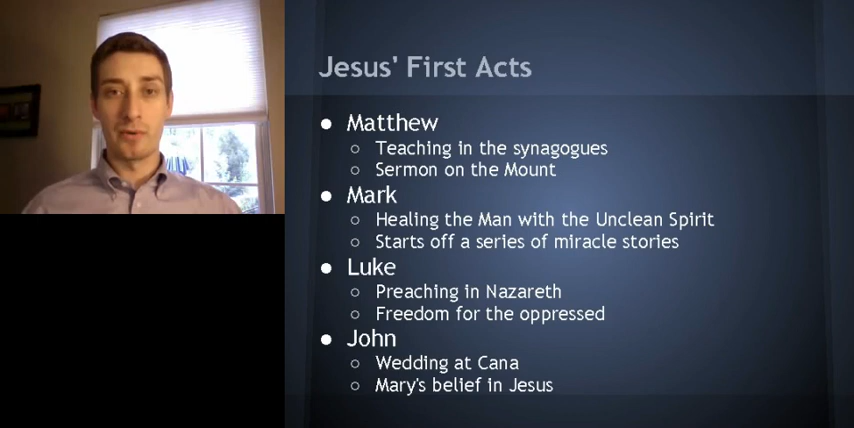 Jesus' First Acts
● Matthew
○ Teaching in the synagogues
○ Sermon on the Mount
● Mark
○ Healing the Man with the Unclean Spirit
○ Starts off a series of miracle stories
● Luke
○ Preaching in Nazareth
○ Freedom for the oppressed
● John
○ Wedding at Cana
○ Mary's belief in Jesus